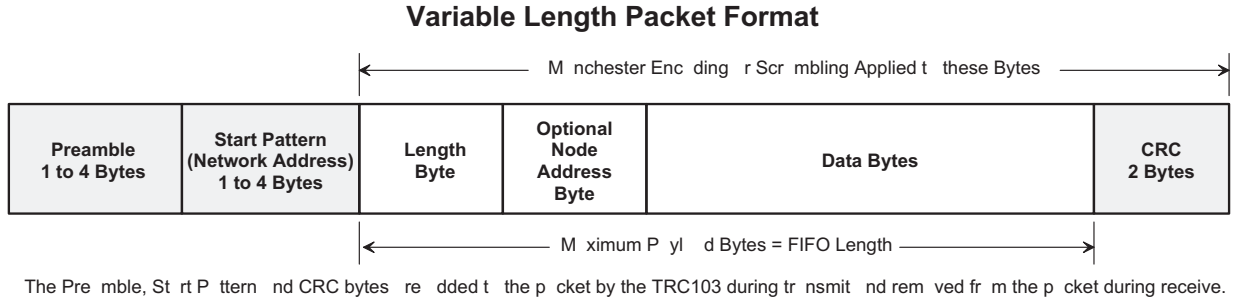 Variable Length Packet Format
M nchester Enc ding r Scr mbling Applied t these Bytes
Preamble
1 to 4 Bytes
Start Pattern
(Network Address)
1 to 4 Bytes
Length
Byte
Optional
Node
Address
Byte
Data Bytes
CRC
2 Bytes
M ximum P yl d Bytes = FIFO Length
The Pre mble, St rt P ttern nd CRC bytes re dded t the p cket by the TRC103 during tr nsmit nd rem ved fr m the p cket during receive.